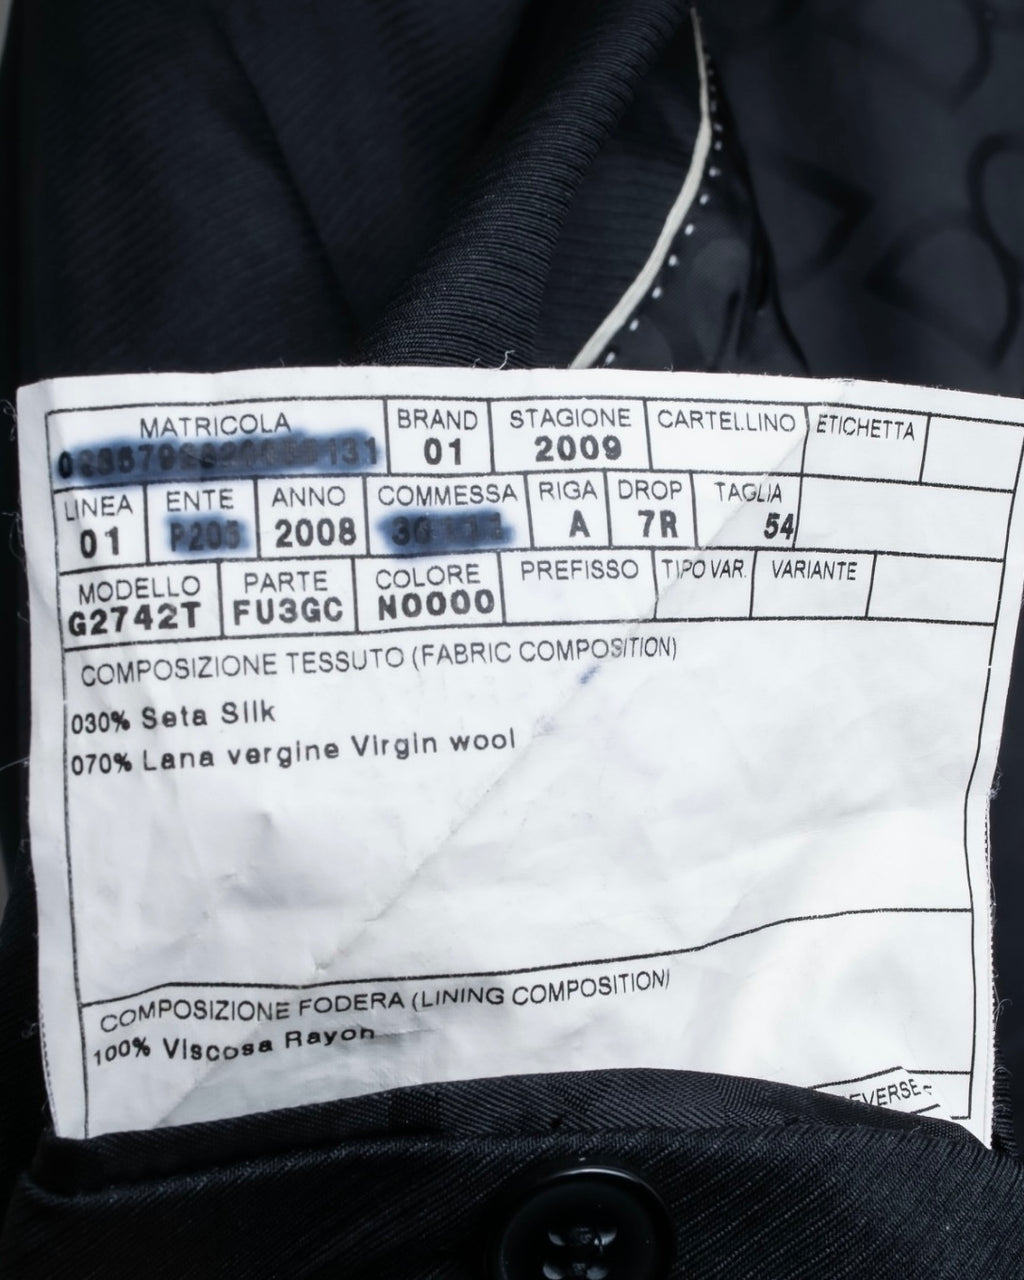 MATRICOLA BRAND STAGIONE CARTELLINO ETICHETTA
01 2009
LINEA ENTE ANNO COMMESSA RIGA DROP TAGLIA
01 2008 A 7R 54
MODELLO PARTE COLORE PREFISSO TIPO VAR. VARIANTE
G2742T FU3GC N0000
COMPOSIZIONE TESSUTO (FABRIC COMPOSITION)
030% Seta Silk
070% Lana vergine Virgin wool
COMPOSIZIONE FODERA (LINING COMPOSITION)
100% Viscosa Rayon
EVERSE